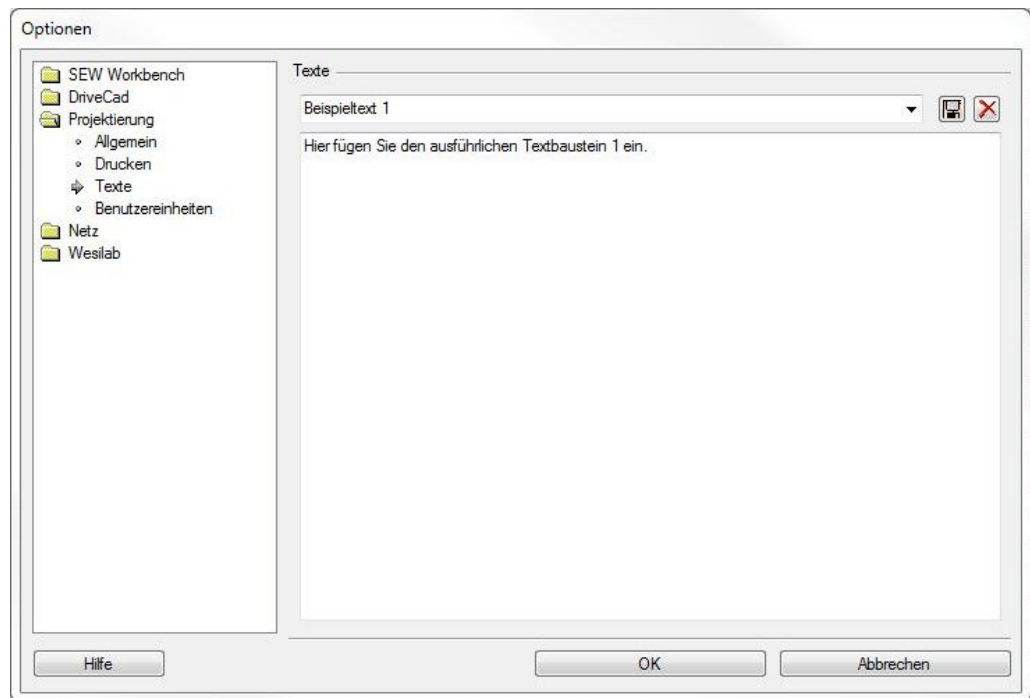 Optionen
SEW Workbench
DriveCad
Projektierung
Allgemein
Drucken
Texte
Benutzereinheiten
Netz
Wesilab
Texte
Beispieltext 1
Hier fügen Sie den ausführlichen Textbaustein 1 ein.
Hilfe
OK
Abbrechen